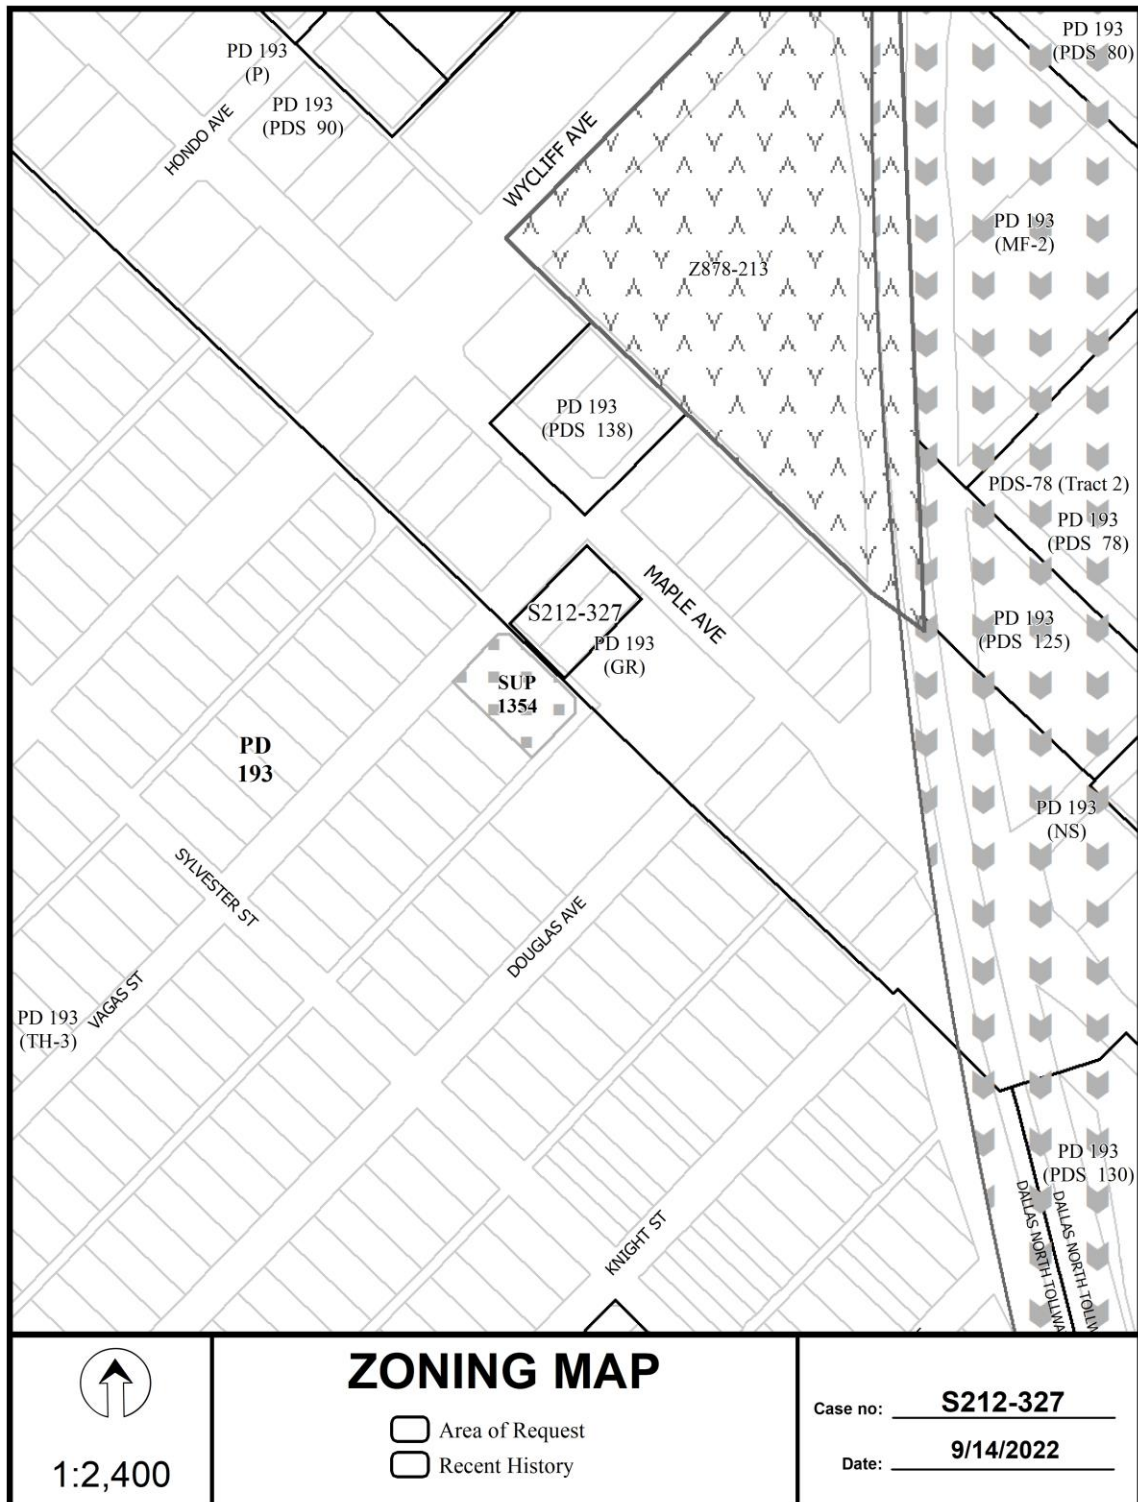 PD 193
(P)
PD 193
(PDS 90)
PD 193
(PDS 80)
HONDO AVE
WYCLIFF AVE
PD 193
(MF-2)
Z878-213
PD 193
(PDS 138)
PDS-78 (Tract 2)
PD 193
(PDS 78)
MAPLE AVE
S212-327
PD 193
(GR)
PD 193
(PDS 125)
SUP
1354
PD
193
PD 193
(NS)
SYLVESTER ST
DOUGLAS AVE
VAGAS ST
PD 193
(TH-3)
PD 193
(PDS 130)
KNIGHT ST
DALLAS NORTH TOLLWA
DALLAS NORTH TOLLW
1:2,400
ZONING MAP
Area of Request
Recent History
Case no: S212-327
Date: 9/14/2022